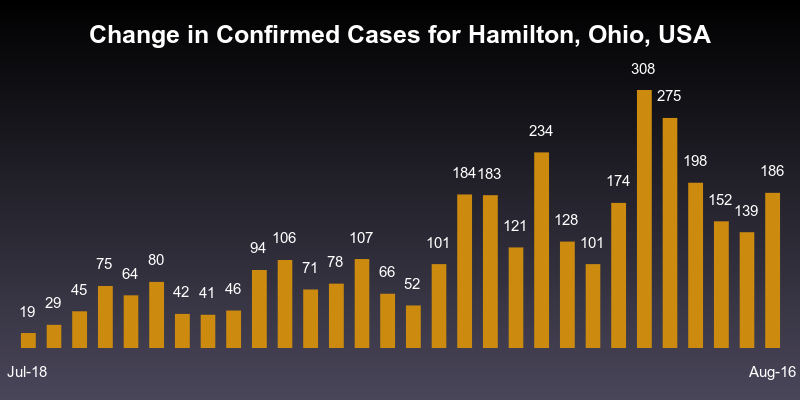 Change in Confirmed Cases for Hamilton, Ohio, USA
19 29 45 75 64 80 42 41 46 94 106 71 78 107 66 52 101 184 183 121 234 128 101 174 308 275 198 152 139 186
Jul-18 Aug-16